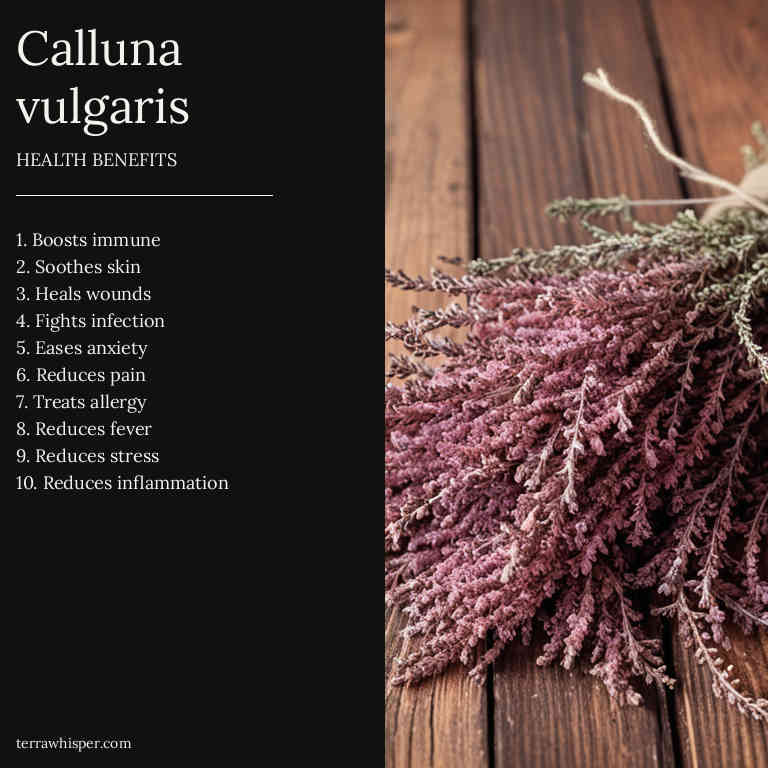 Calluna
vulgaris
HEALTH BENEFITS
1. Boosts immune
2. Soothes skin
3. Heals wounds
4. Fights infection
5. Eases anxiety
6. Reduces pain
7. Treats allergy
8. Reduces fever
9. Reduces stress
10. Reduces inflammation
terrawhisper.com